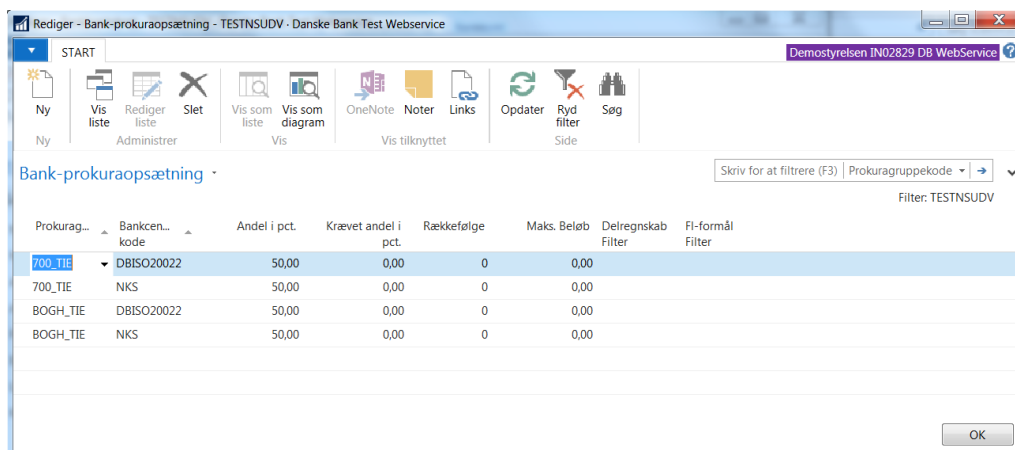 Rediger - Bank-prokuraopsætning - TESTNSUDV · Danske Bank Test Webservice
START
Demostyrelsen IN02829 DB WebService
Ny Vis liste Rediger liste Slet Vis som liste Vis som diagram OneNote Noter Links Opdater Ryd filter Søg
Ny Administrer Vis Vis tilknyttet Side
Bank-prokuraopsætning
Skriv for at filtrere (F3) Prokuragruppekode
Filter: TESTNSUDV
Prokurag... Bankcen... kode Andel i pct. Krævet andel i pct. Rækkefølge Maks. Beløb Delregnskab Filter FI-formål Filter
700_TIE DBISO20022 50,00 0,00 0 0,00
700_TIE NKS 50,00 0,00 0 0,00
BOGH_TIE DBISO20022 50,00 0,00 0 0,00
BOGH_TIE NKS 50,00 0,00 0 0,00
OK